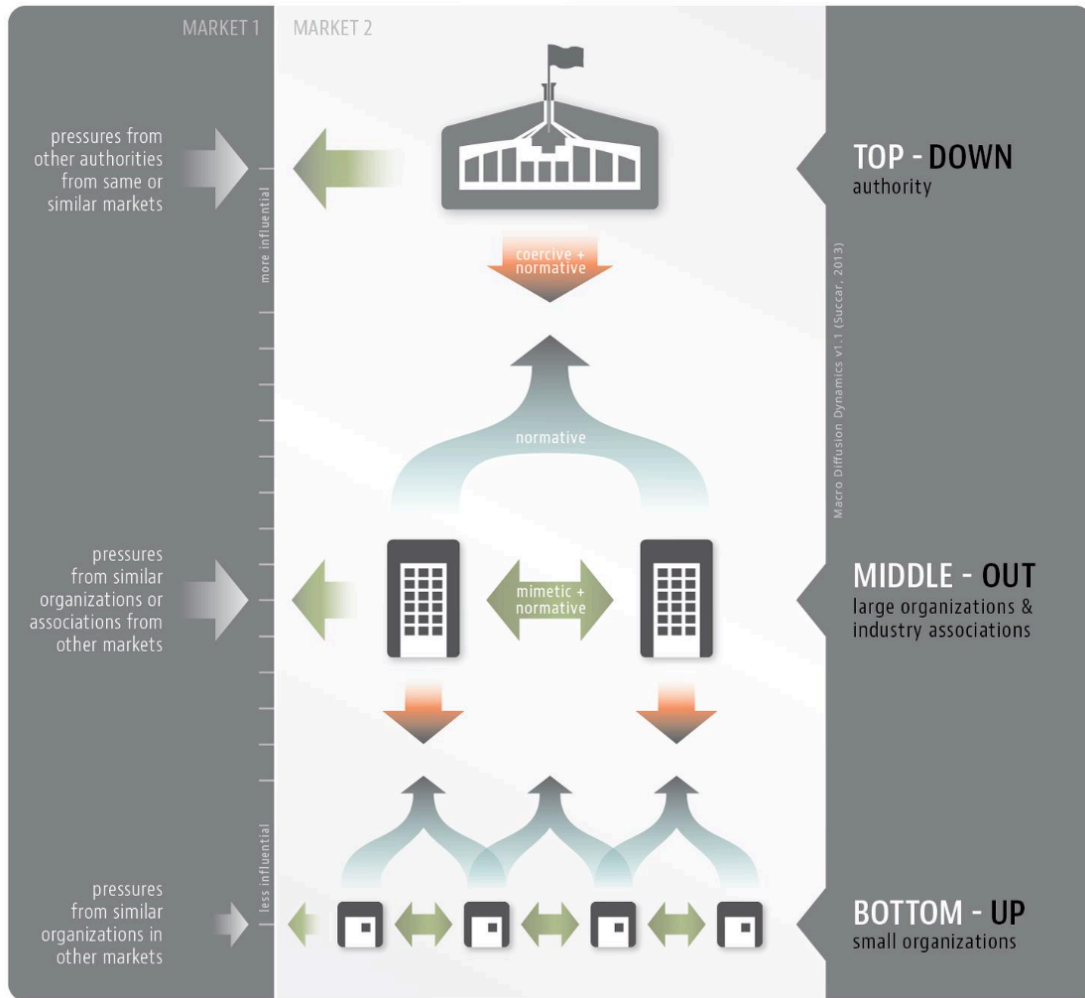 MARKET 1
MARKET 2
pressures from
other authorities
from same or
similar markets
more influential
coercive +
normative
TOP - DOWN
authority
Macro Diffusion Dynamics v1.1 (Succar, 2013)
normative
pressures
from similar
organizations or
associations from
other markets
mimetic +
normative
MIDDLE - OUT
large organizations &
industry associations
less influential
pressures
from similar
organizations in
other markets
BOTTOM - UP
small organizations